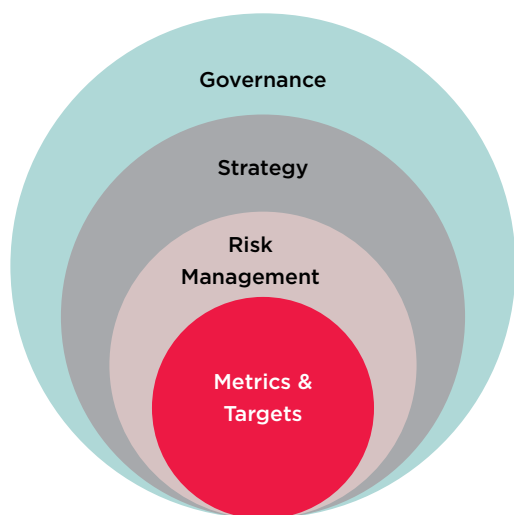 Governance
Strategy
Risk
Management
Metrics &
Targets